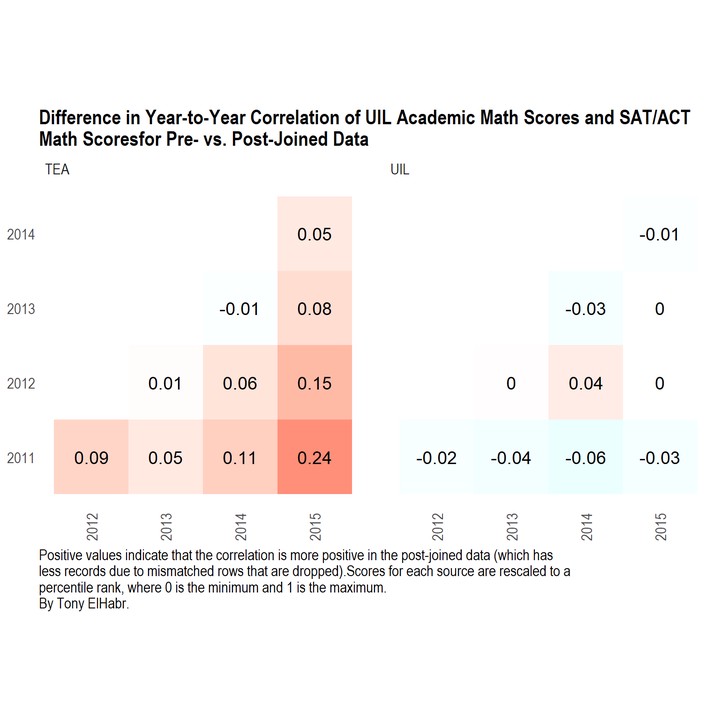 Difference in Year-to-Year Correlation of UIL Academic Math Scores and SAT/ACT
Math Scoresfor Pre- vs. Post-Joined Data
TEA UIL
2014 0.05 -0.01
2013 -0.01 0.08 -0.03 0
2012 0.01 0.06 0.15 0 0.04 0
2011 0.09 0.05 0.11 0.24 -0.02 -0.04 -0.06 -0.03
2012 2013 2014 2015 2012 2013 2014 2015
Positive values indicate that the correlation is more positive in the post-joined data (which has
less records due to mismatched rows that are dropped).Scores for each source are rescaled to a
percentile rank, where 0 is the minimum and 1 is the maximum.
By Tony ElHabr.